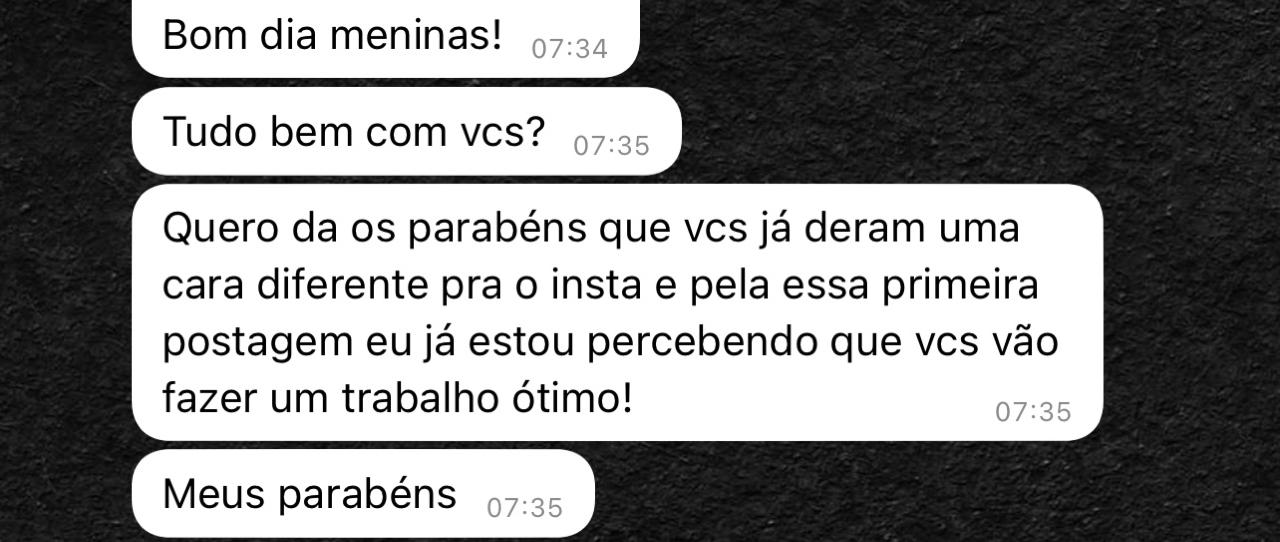 Bom dia meninas! 07:34
Tudo bem com vcs? 07:35
Quero da os parabéns que vcs já deram uma
cara diferente pra o insta e pela essa primeira
postagem eu já estou percebendo que vcs vão
fazer um trabalho ótimo! 07:35
Meus parabéns 07:35